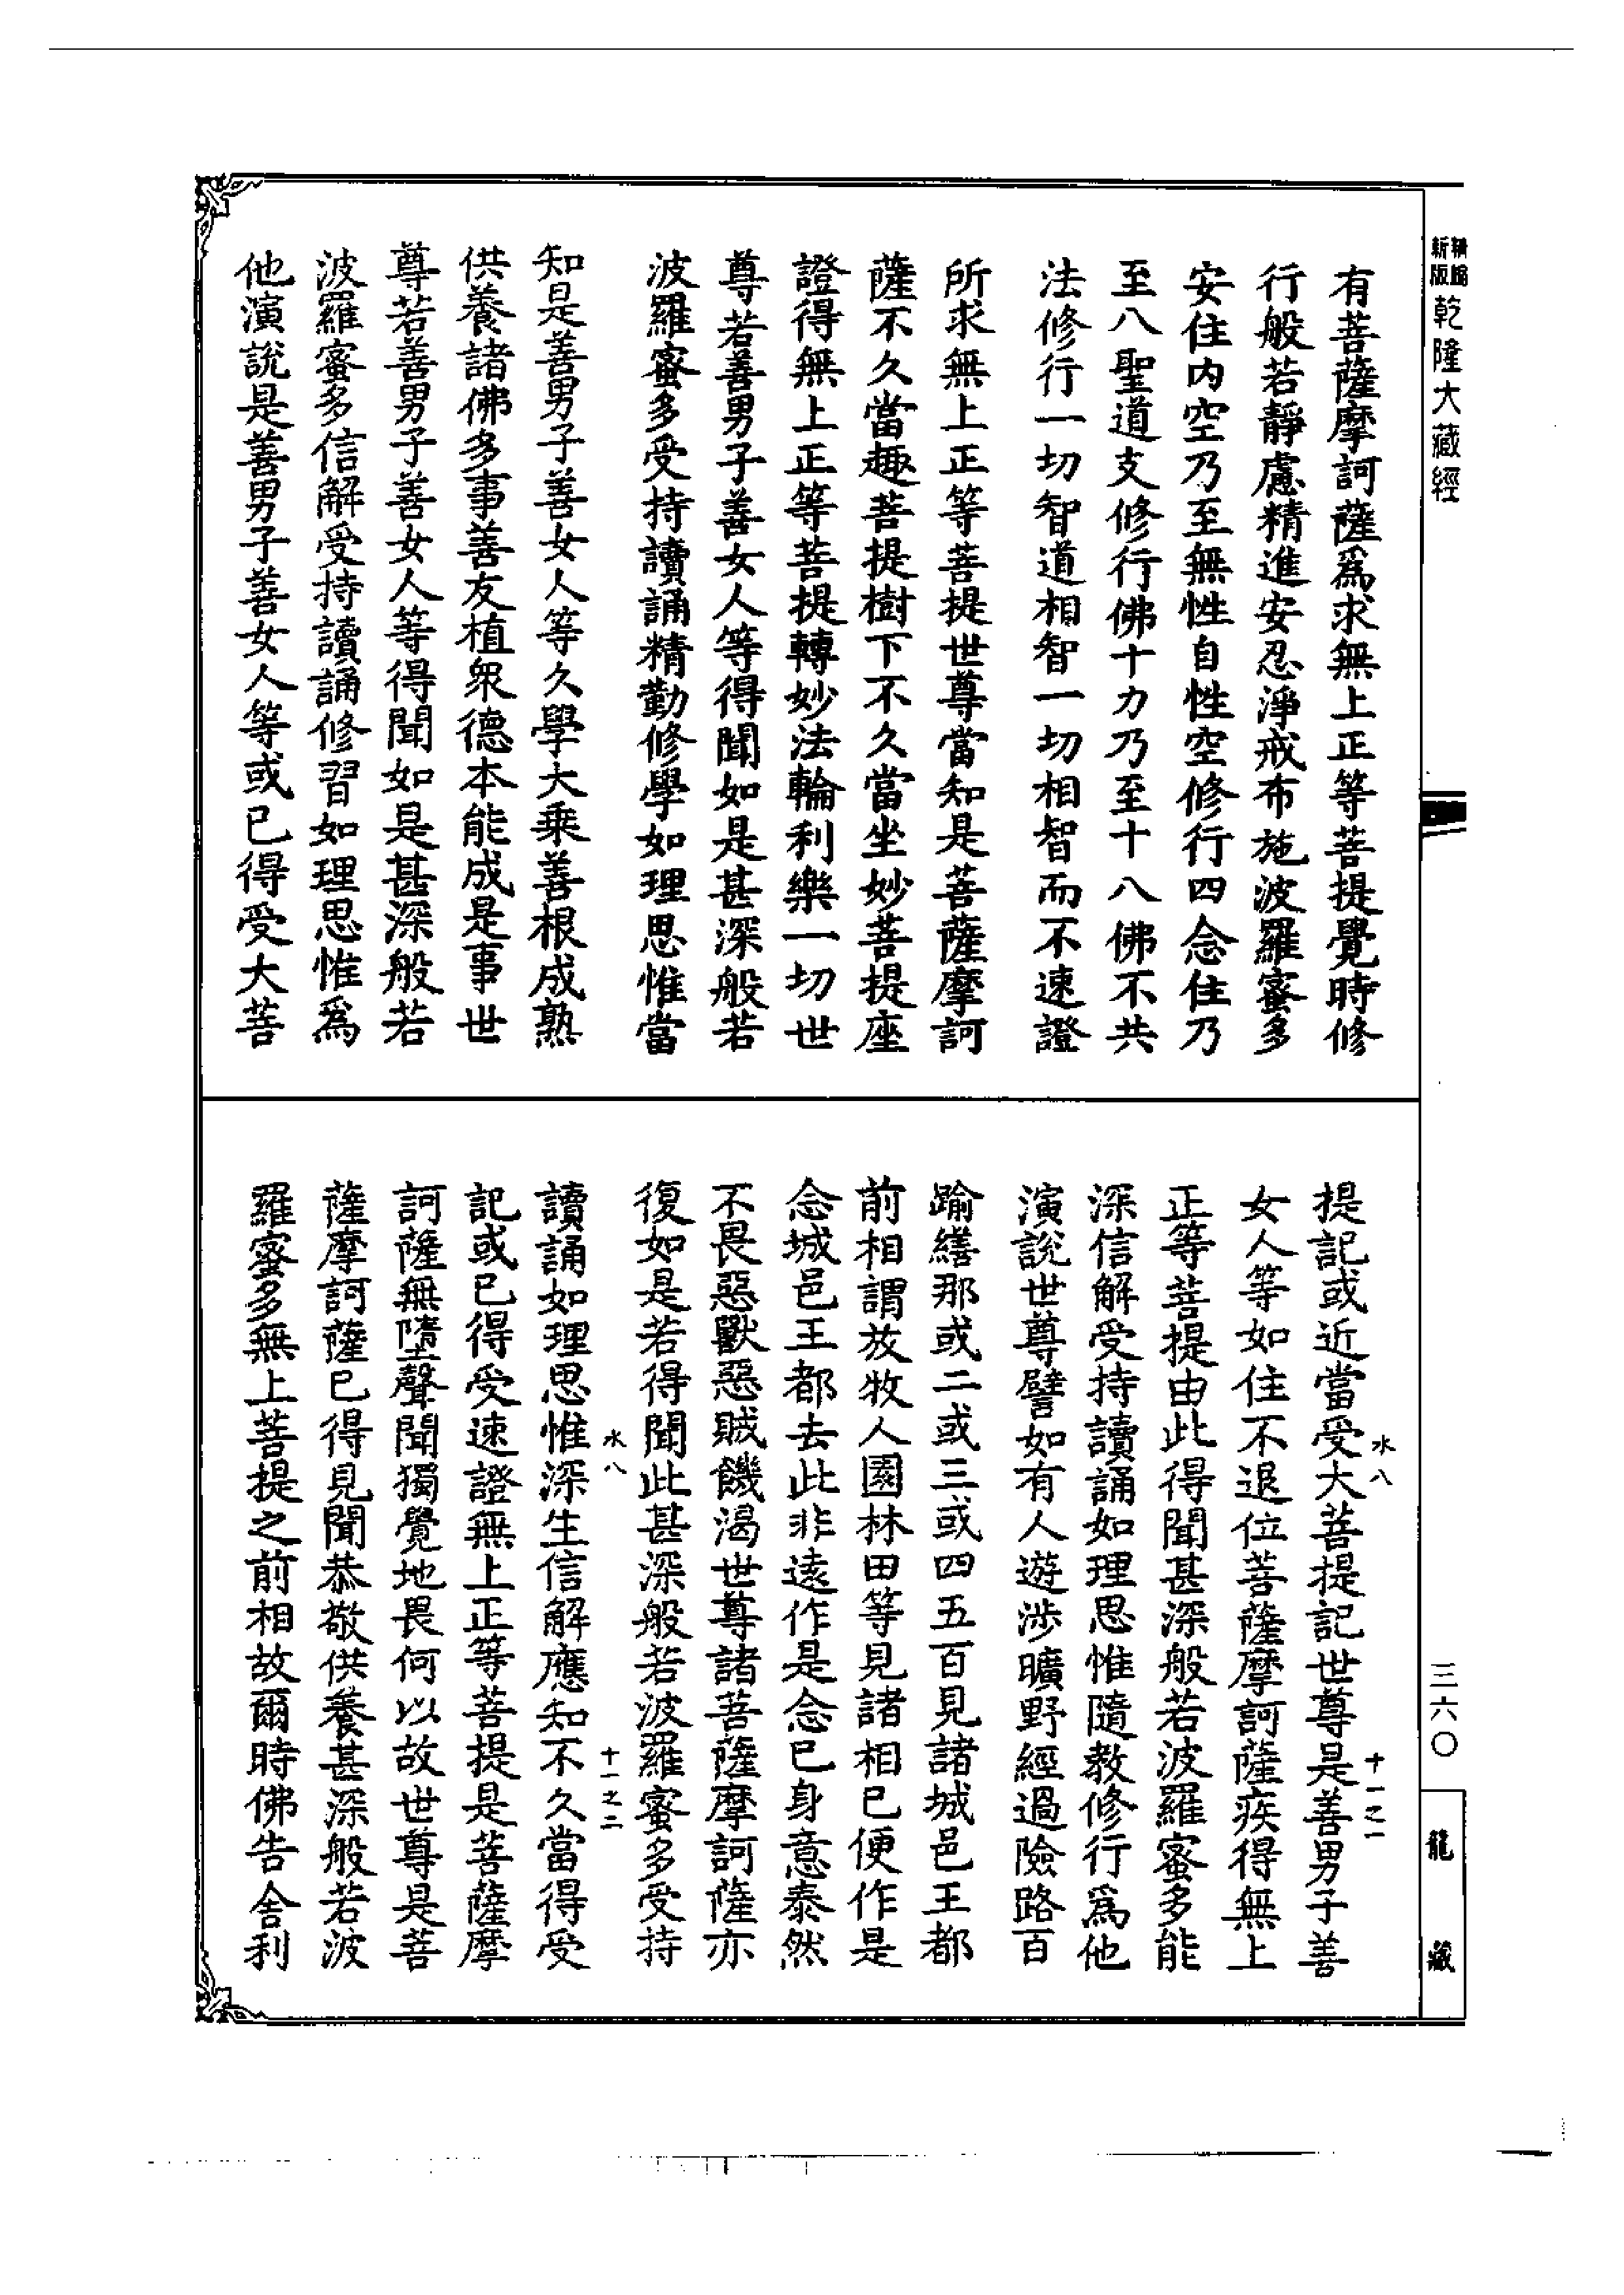 新編
新版
乾隆大藏經
有菩薩摩訶薩爲求無上正等菩提覺時修
行般若靜慮精進安忍淨戒布施波羅蜜多
安住内空乃至無性自性空修行四念住乃
至八聖道支修行佛十力乃至十八佛不共
法修行一切智道相智一切相智而不速證
所求無上正等菩提世尊當知是菩薩摩訶
薩不久當趣菩提樹下不久當坐妙菩提座
證得無上正等菩提轉妙法輪利樂一切世
尊若善男子善女人等得聞如是甚深般若
波羅蜜多受持讀誦精勤修學如理思惟當
知是善男子善女人等久學大乘善根成熟
供養諸佛多事善友植衆德本能成是事世
尊若善男子善女人等得聞如是甚深般若
波羅蜜多信解受持讀誦修習如理思惟爲
他演說是善男子善女人等或已得受大菩
三六〇
龍藏
水八
十一之一
提記或近當受大菩提記世尊是善男子善
女人等如住不退位菩薩摩訶薩疾得無上
正等菩提由此得聞甚深般若波羅蜜多能
深信解受持讀誦如理思惟隨教修行爲他
演說世尊譬如有人遊涉曠野經過險路百
踰繕那或二或三或四五百見諸城邑王都
前相謂放牧人園林田等見諸相已便作是
念城邑王都去此非遠作是念已身意泰然
不畏惡獸惡賊饑渴世尊諸菩薩摩訶薩亦
復如是若得聞此甚深般若波羅蜜多受持
水八
十一之二
讀誦如理思惟深生信解應知不久當得受
記或已得受速證無上正等菩提是菩薩摩
訶薩無墮聲聞獨覺地畏何以故世尊是菩
薩摩訶薩已得見聞恭敬供養甚深般若波
羅蜜多無上菩提之前相故爾時佛告舍利